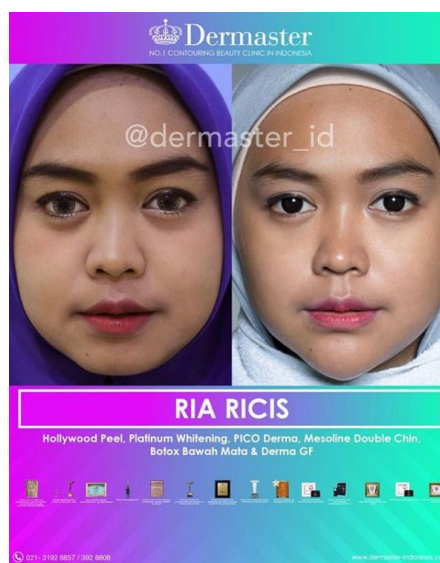 Dermaster
NO.1 CONTOURING BEAUTY CLINIC IN INDONESIA
@dermaster_id
RIA RICIS
Hollywood Peel, Platinum Whitening, PICO Derma, Mesoline Double Chin,
Botox Bawah Mata & Derma GF
021- 3192 6857 / 392 8808
www.dermaster-indonesia.co